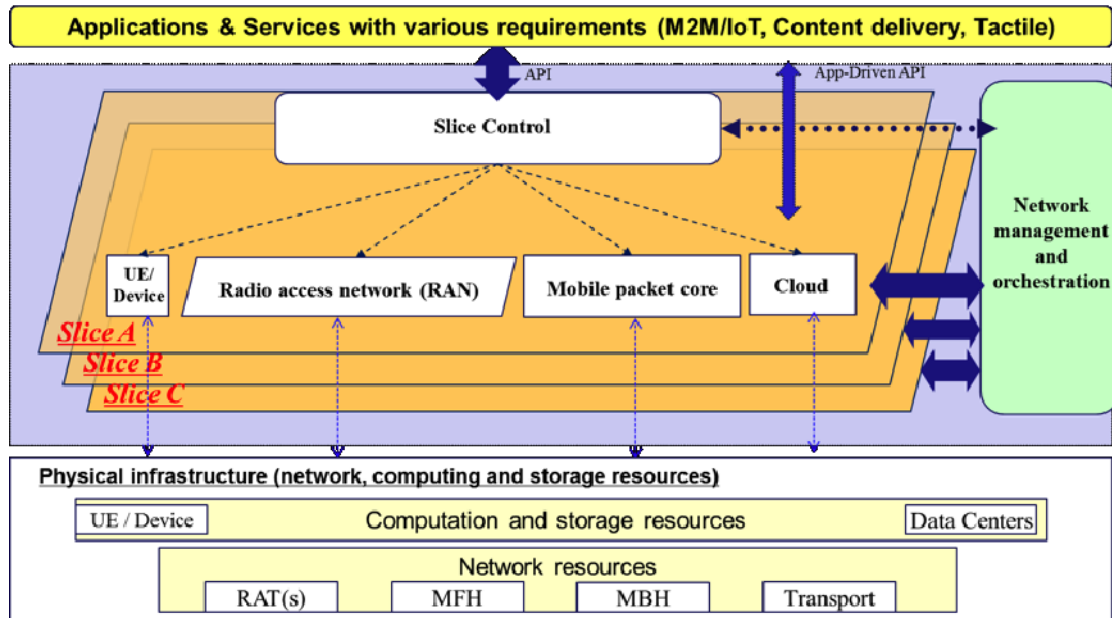 Applications & Services with various requirements (M2M/IoT, Content delivery, Tactile)
API
App-Driven API
Slice Control
Network
management
and
orchestration
UE/
Device
Radio access network (RAN)
Mobile packet core
Cloud
Slice A
Slice B
Slice C
Physical infrastructure (network, computing and storage resources)
UE / Device
Computation and storage resources
Data Centers
Network resources
RAT(s)
MFH
MBH
Transport